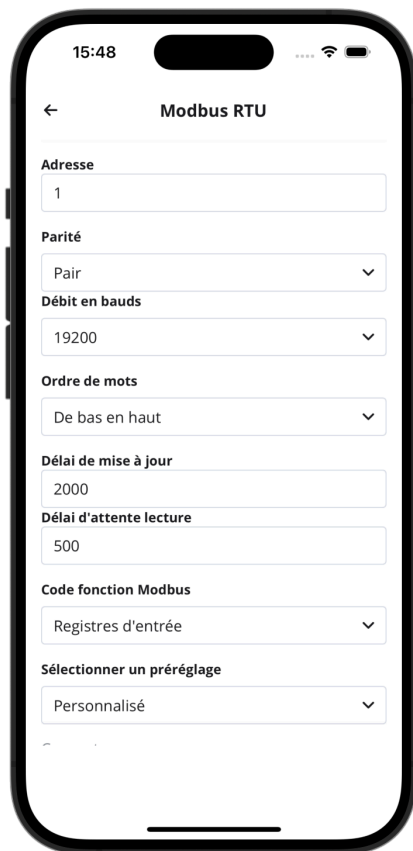 15:48
Modbus RTU
Adresse
1
Parité
Pair
Débit en bauds
19200
Ordre de mots
De bas en haut
Délai de mise à jour
2000
Délai d'attente lecture
500
Code fonction Modbus
Registres d'entrée
Sélectionner un préréglage
Personnalisé